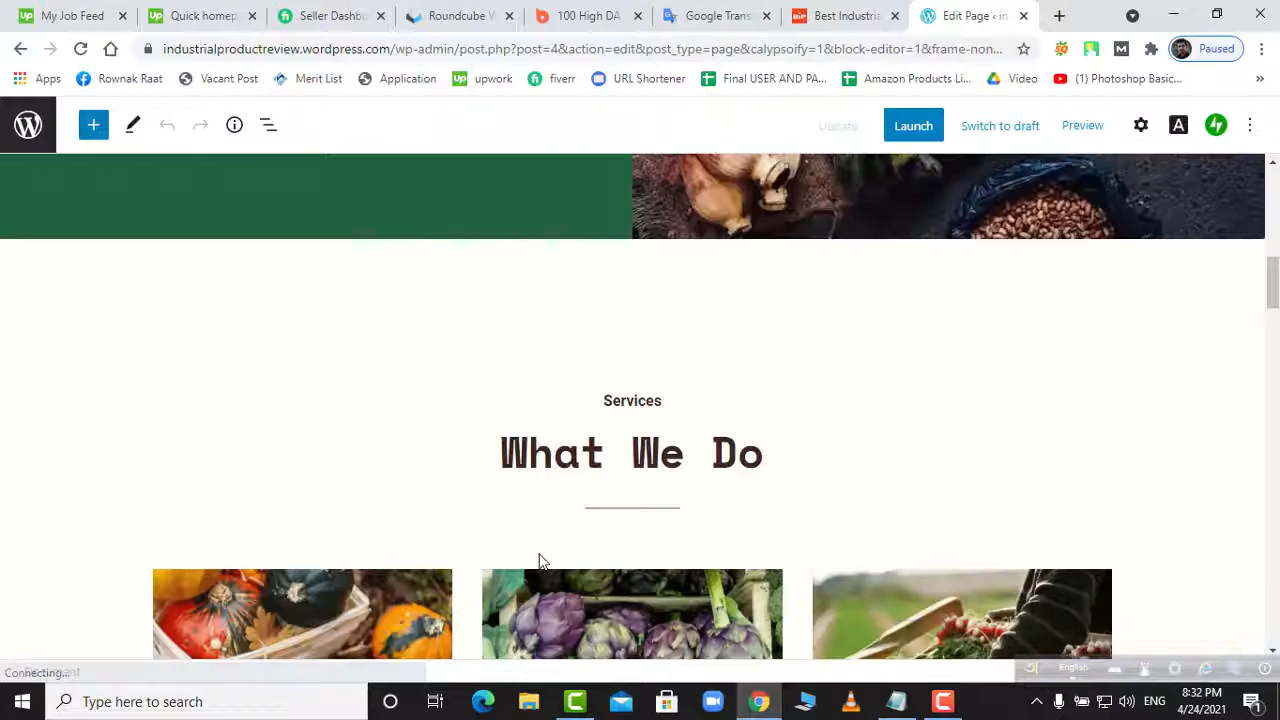 My Job Fee
Quick home
Seller Dashb
Roundcube W
100 High DA
Google Trans
Best Industria
Edit Page ‹ in
industrialproductreview.wordpress.com/wp-admin/post.php?post=4&action=edit&post_type=page&calypsoify=1&block-editor=1&frame-non...
Paused
Apps
Rownak Raat
Vacant Post
Merit List
Application
upwork
fiverr
URL Shortener
Final USER AND PA...
Amazon Products Li...
Video
(1) Photoshop Basic...
Update
Launch
Switch to draft
Preview
Services
What We Do
Connecting...
English
Type here to search
ENG
8:32 PM
4/24/2021